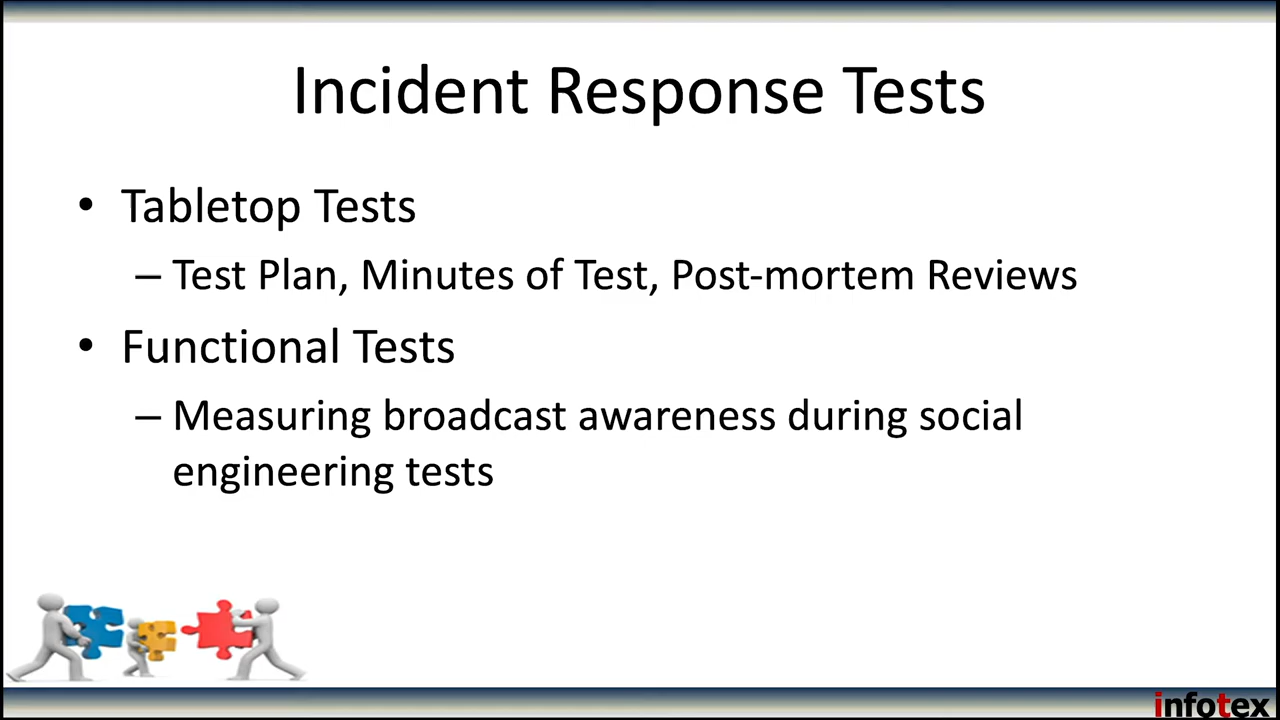 Incident Response Tests
• Tabletop Tests
– Test Plan, Minutes of Test, Post-mortem Reviews
• Functional Tests
– Measuring broadcast awareness during social
engineering tests
infotex